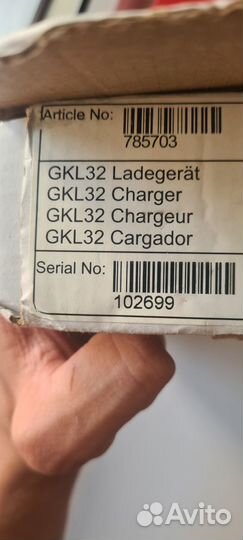 Article No:
785703
GKL32 Ladegerät
GKL32 Charger
GKL32 Chargeur
GKL32 Cargador
Serial No:
102699
Avito